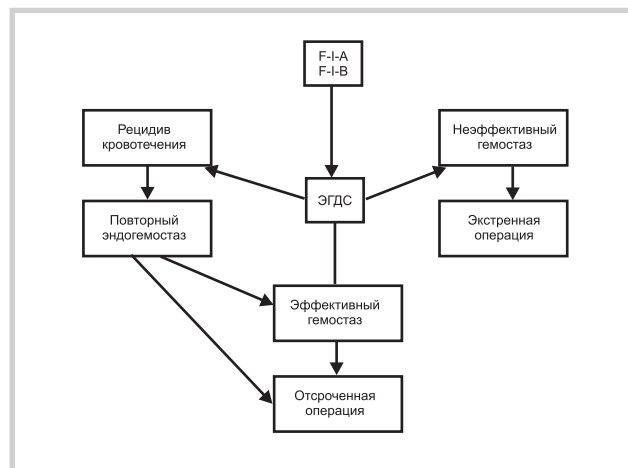 F-I-A
F-I-B
Рецидив
кровотечения
Неэффективный
гемостаз
ЭГДС
Повторный
эндогемостаз
Экстренная
операция
Эффективный
гемостаз
Отсроченная
операция